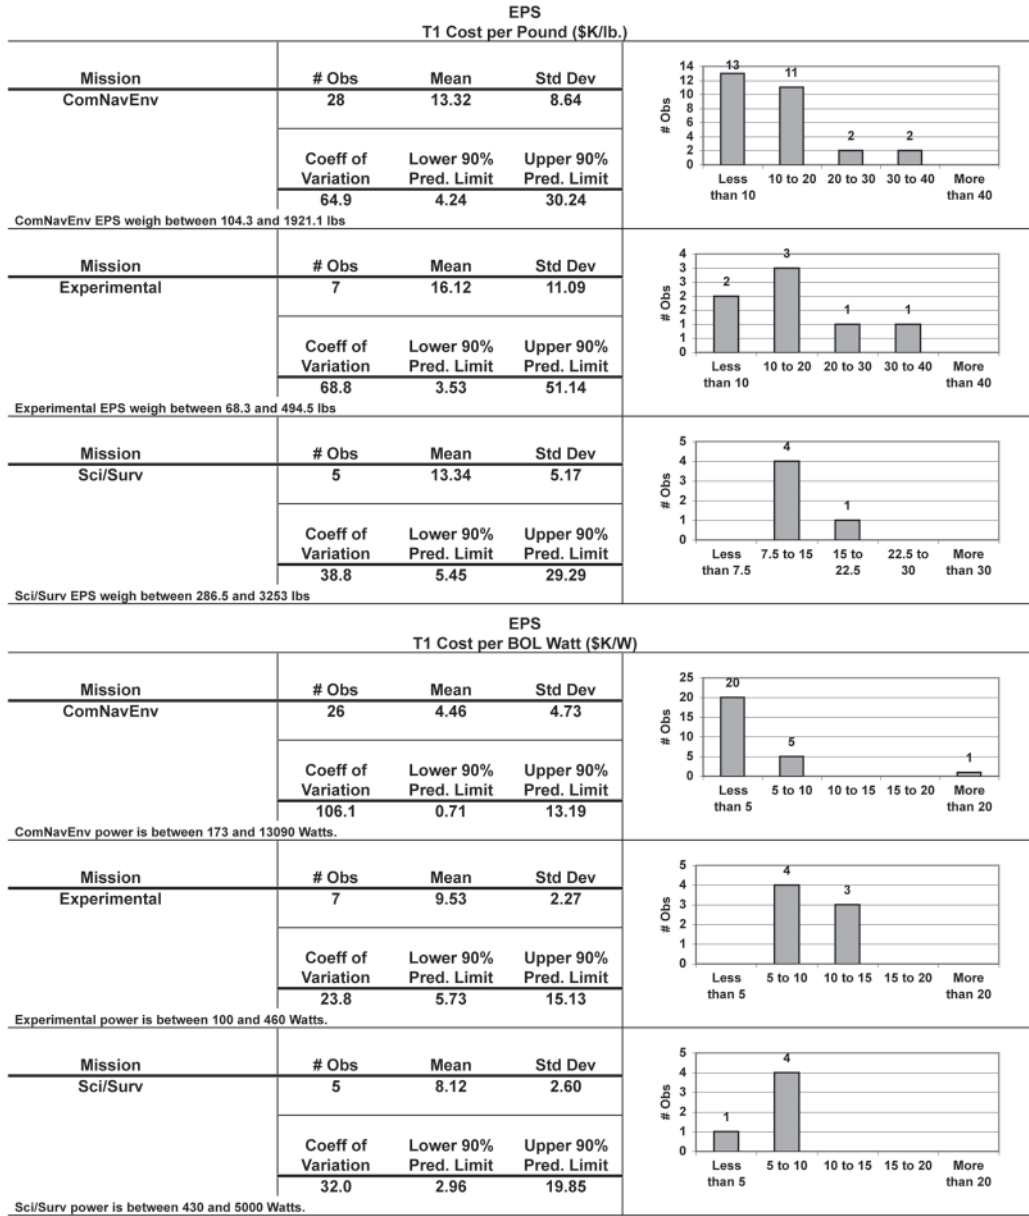 EPS
T1 Cost per Pound ($K/lb.)
Mission # Obs Mean Std Dev
ComNavEnv 28 13.32 8.64
Coeff of Lower 90% Upper 90%
Variation Pred. Limit Pred. Limit
64.9 4.24 30.24
ComNavEnv EPS weigh between 104.3 and 1921.1 lbs
# Obs
14
12
10
8
6
4
2
0
13 11 2 2
Less 10 to 20 20 to 30 30 to 40 More
than 10 than 40
Mission # Obs Mean Std Dev
Experimental 7 16.12 11.09
Coeff of Lower 90% Upper 90%
Variation Pred. Limit Pred. Limit
68.8 3.53 51.14
Experimental EPS weigh between 68.3 and 494.5 lbs
# Obs
4
3
3
2
2
1
1
0
2 3 1 1
Less 10 to 20 20 to 30 30 to 40 More
than 10 than 40
Mission # Obs Mean Std Dev
Sci/Surv 5 13.34 5.17
Coeff of Lower 90% Upper 90%
Variation Pred. Limit Pred. Limit
38.8 5.45 29.29
Sci/Surv EPS weigh between 286.5 and 3253 lbs
# Obs
5
4
3
2
1
0
4 1
Less 7.5 to 15 15 to 22.5 to More
than 7.5 22.5 30 than 30
EPS
T1 Cost per BOL Watt ($K/W)
Mission # Obs Mean Std Dev
ComNavEnv 26 4.46 4.73
Coeff of Lower 90% Upper 90%
Variation Pred. Limit Pred. Limit
106.1 0.71 13.19
ComNavEnv power is between 173 and 13090 Watts.
# Obs
25
20
15
10
5
0
20 5 1
Less 5 to 10 10 to 15 15 to 20 More
than 5 than 20
Mission # Obs Mean Std Dev
Experimental 7 9.53 2.27
Coeff of Lower 90% Upper 90%
Variation Pred. Limit Pred. Limit
23.8 5.73 15.13
Experimental power is between 100 and 460 Watts.
# Obs
5
4
3
2
1
0
4 3
Less 5 to 10 10 to 15 15 to 20 More
than 5 than 20
Mission # Obs Mean Std Dev
Sci/Surv 5 8.12 2.60
Coeff of Lower 90% Upper 90%
Variation Pred. Limit Pred. Limit
32.0 2.96 19.85
Sci/Surv power is between 430 and 5000 Watts.
# Obs
5
4
3
2
1
0
1 4
Less 5 to 10 10 to 15 15 to 20 More
than 5 than 20